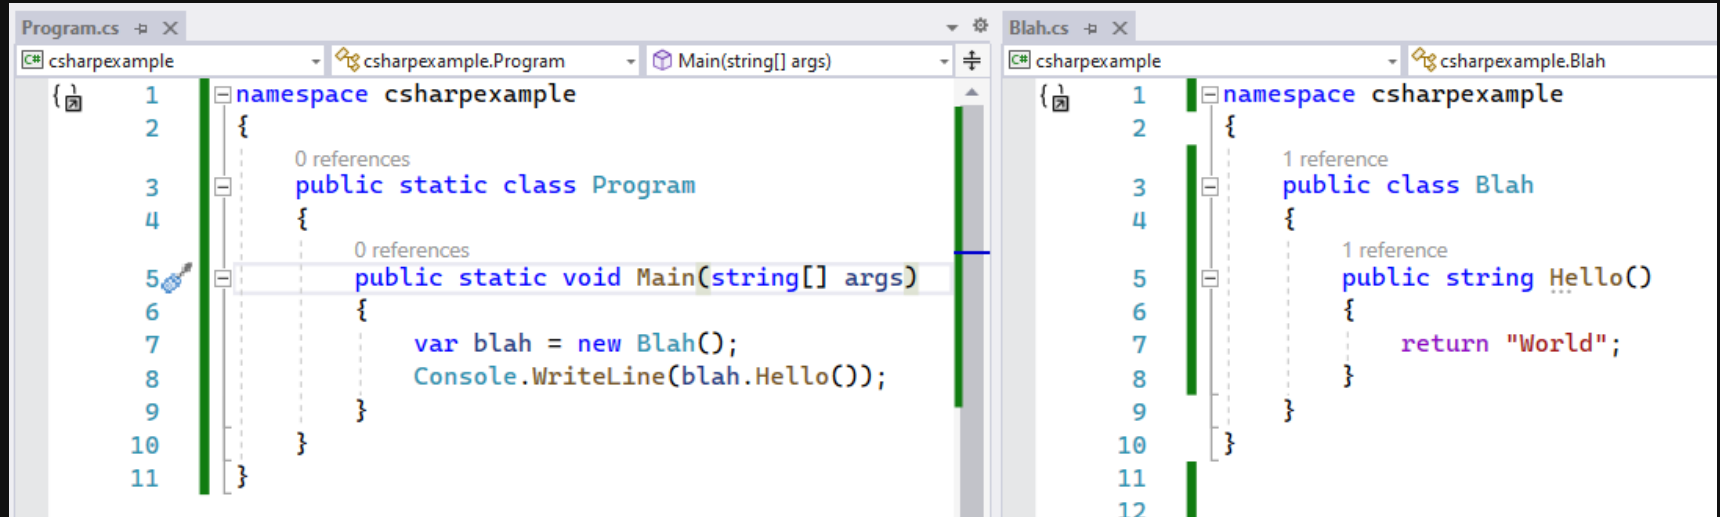 Program.cs
C# csharpexample
csharpexample.Program
Main(string[] args)
1 namespace csharpexample
2 {
0 references
3 public static class Program
4 {
0 references
5 public static void Main(string[] args)
6 {
7 var blah = new Blah();
8 Console.WriteLine(blah.Hello());
9 }
10 }
11 }
Blah.cs
C# csharpexample
csharpexample.Blah
1 namespace csharpexample
2 {
1 reference
3 public class Blah
4 {
1 reference
5 public string Hello()
6 {
7 return "World";
8 }
9 }
10 }
11
12